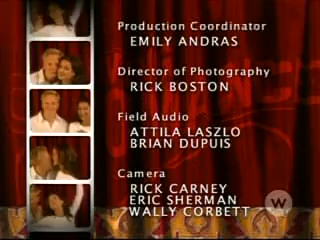 Production Coordinator
EMILY ANDRAS
Director of Photography
RICK BOSTON
Field Audio
ATTILA LASZLO
BRIAN DUPUIS
Camera
RICK CARNEY
ERIC SHERMAN
WALLY CORBETT
W